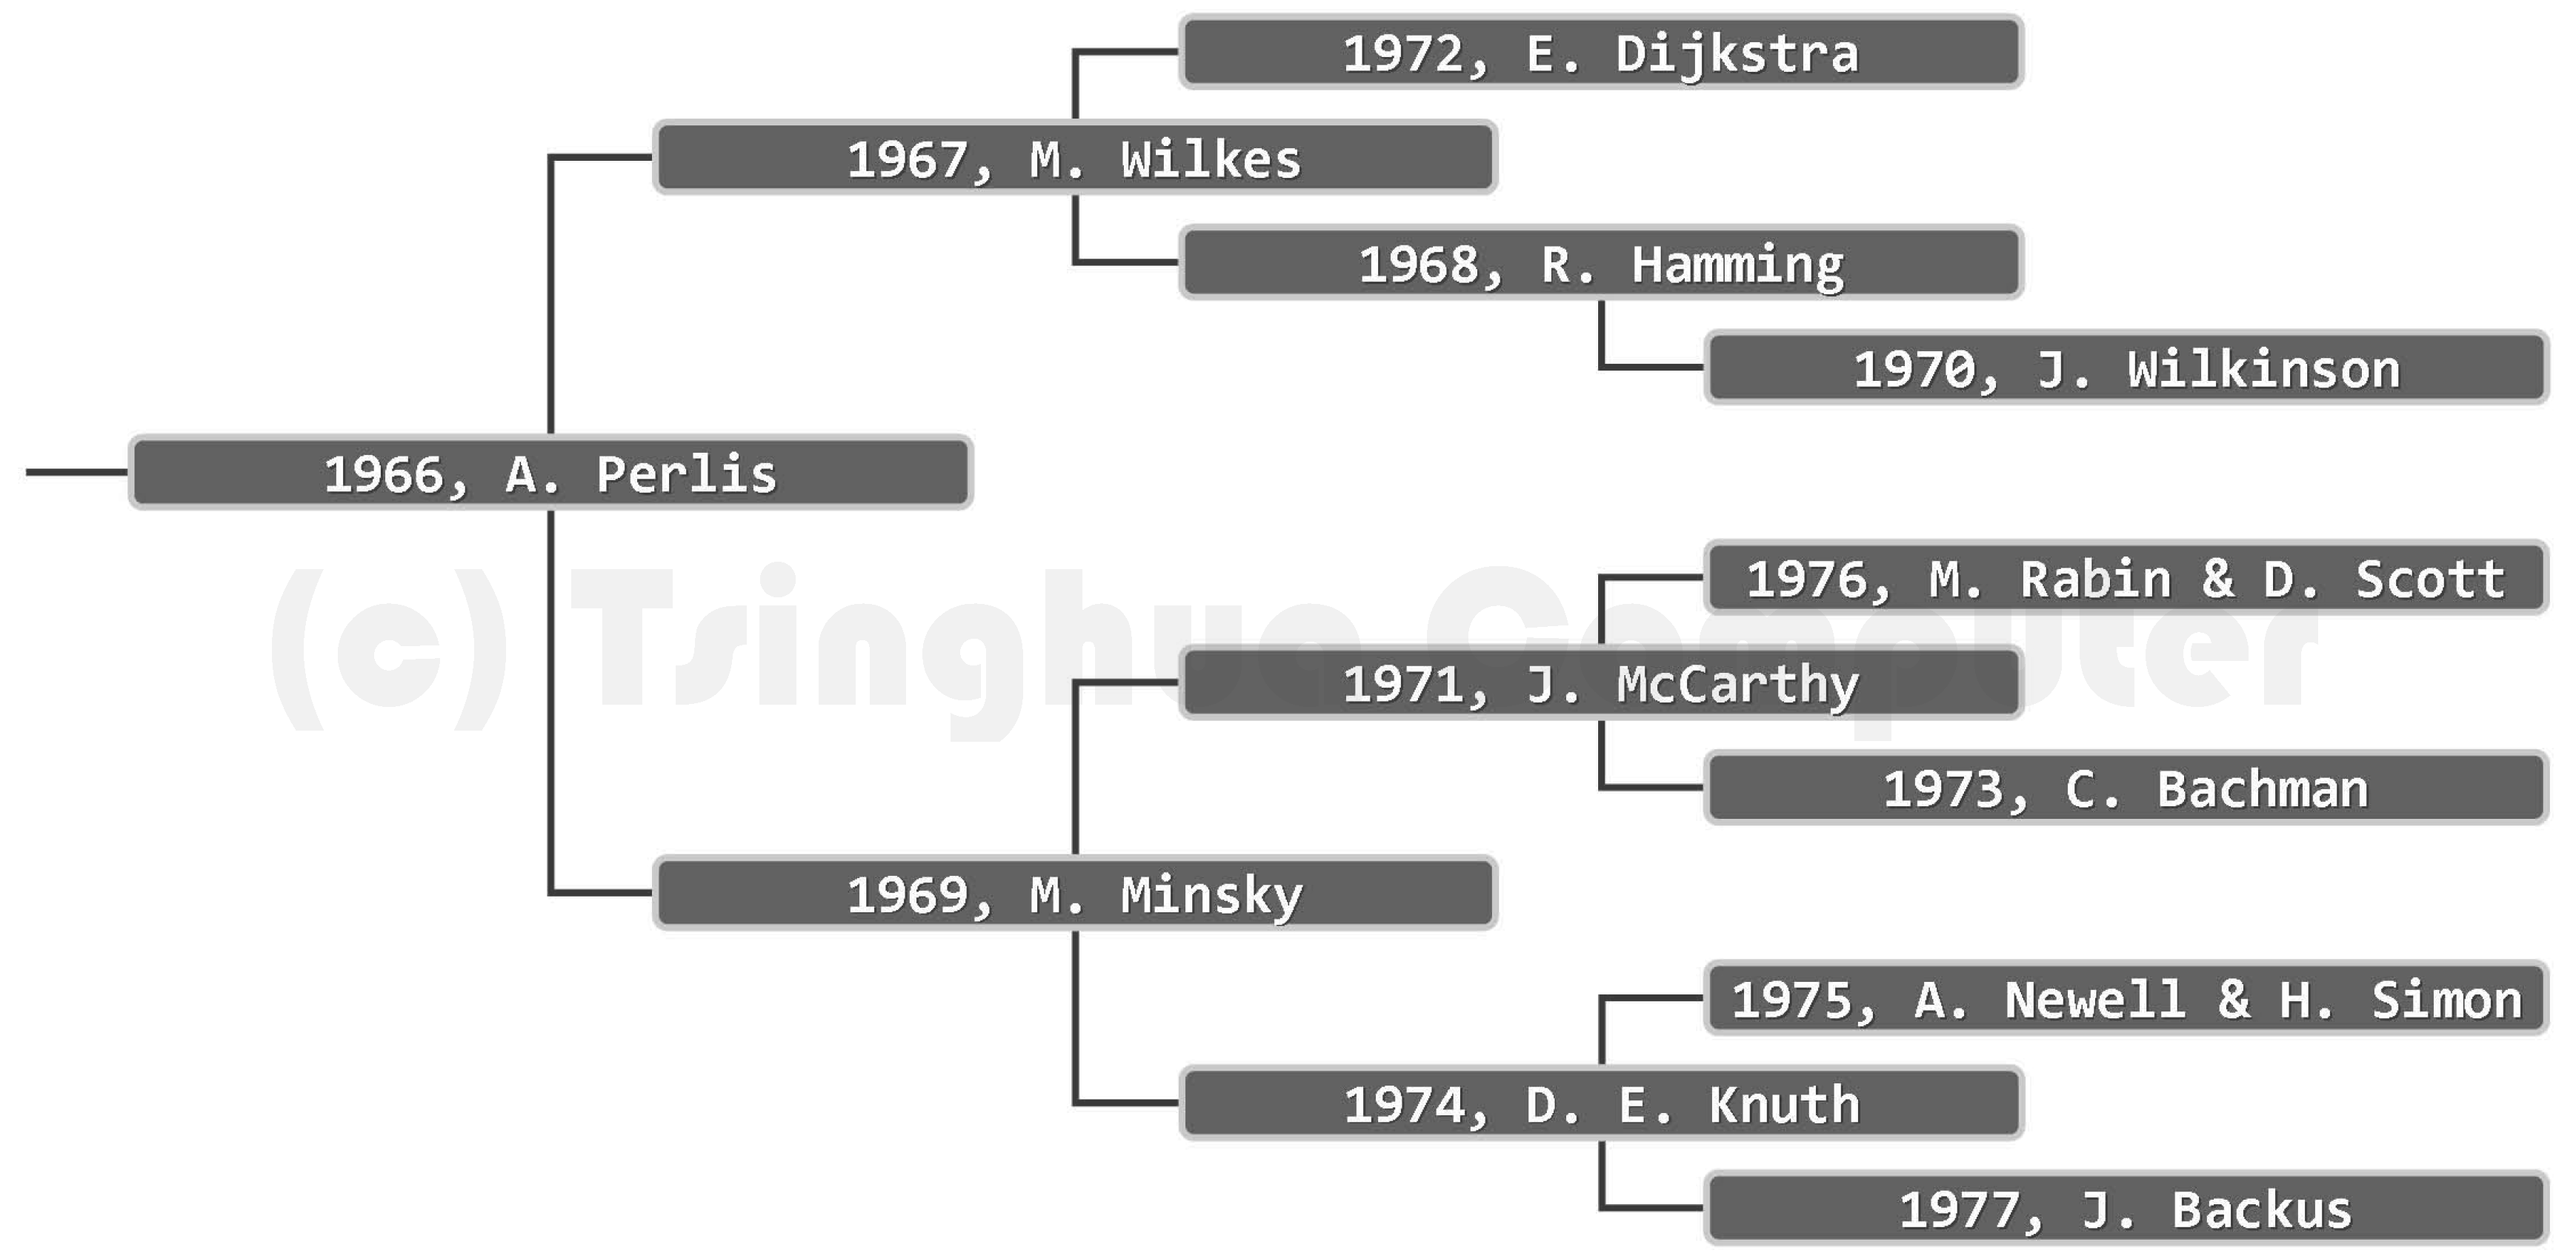 1972, E. Dijkstra
1967, M. Wilkes
1968, R. Hamming
1970, J. Wilkinson
1966, A. Perlis
1976, M. Rabin & D. Scott
(c) Tsinghua Computer
1971, J. McCarthy
1973, C. Bachman
1969, M. Minsky
1975, A. Newell & H. Simon
1974, D. E. Knuth
1977, J. Backus